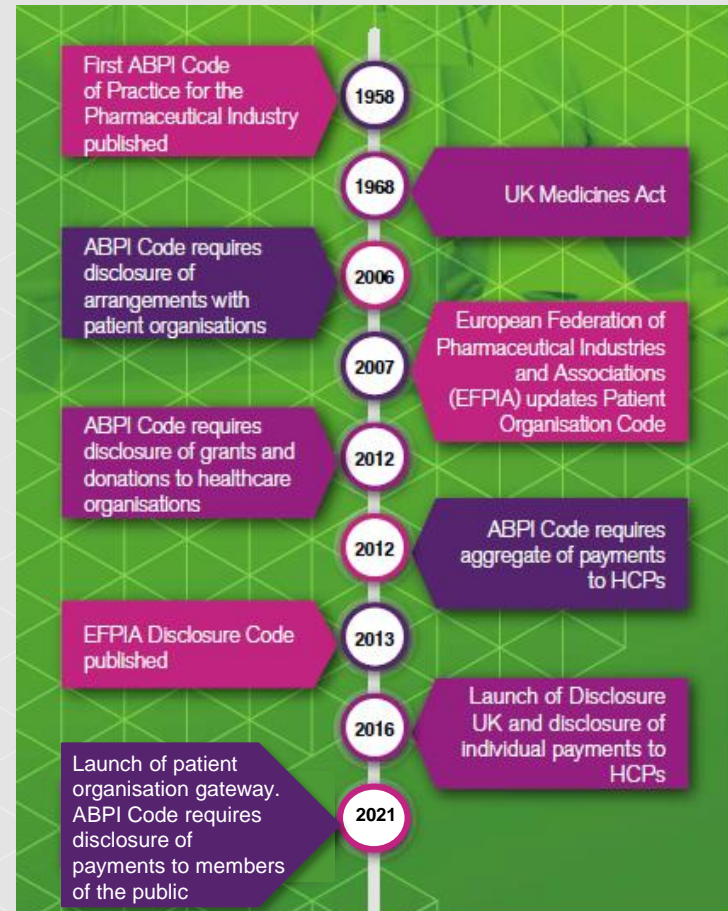 First ABPI Code
of Practice for the
Pharmaceutical Industry
published
1958
1968
UK Medicines Act
ABPI Code requires
disclosure of
arrangements with
patient organisations
2006
2007
European Federation of
Pharmaceutical Industries
and Associations
(EFPIA) updates Patient
Organisation Code
ABPI Code requires
disclosure of grants and
donations to healthcare
organisations
2012
2012
ABPI Code requires
aggregate of payments
to HCPs
EFPIA Disclosure Code
published
2013
2016
Launch of Disclosure
UK and disclosure of
individual payments to
HCPs
Launch of patient
organisation gateway.
ABPI Code requires
disclosure of
payments to members
of the public
2021